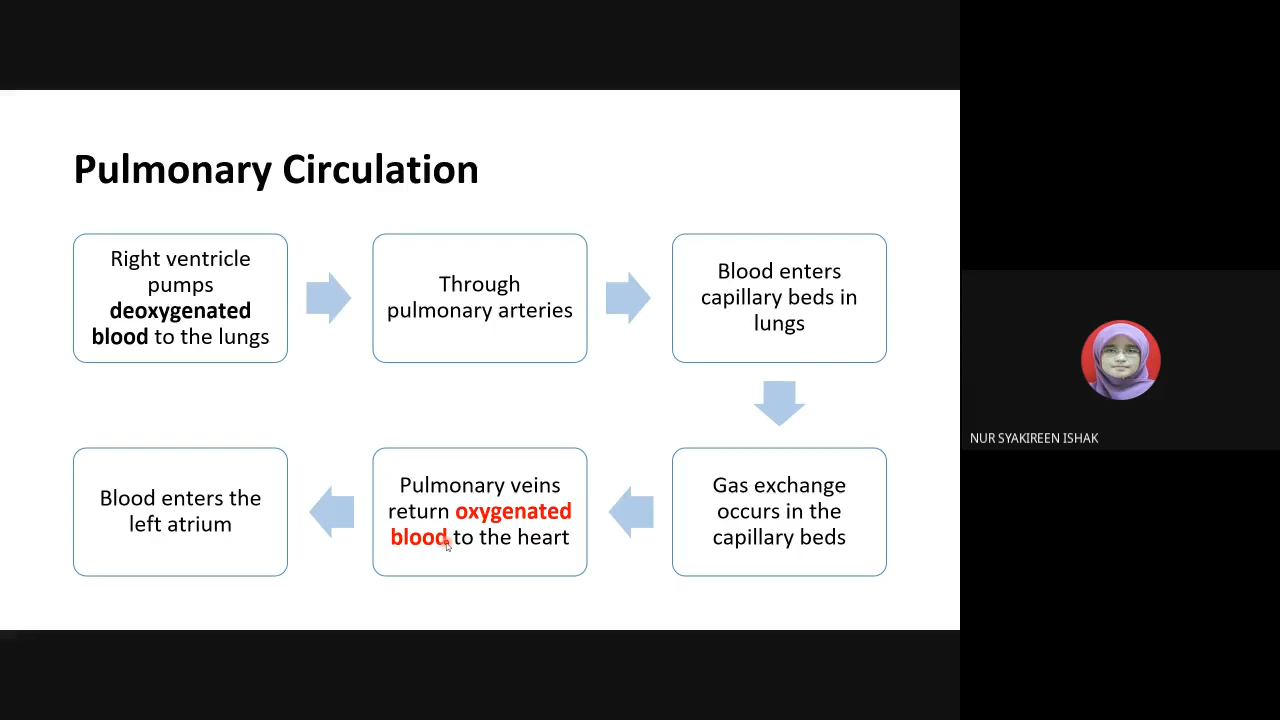 Pulmonary Circulation
Right ventricle
pumps
deoxygenated
blood to the lungs
Through
pulmonary arteries
Blood enters
capillary beds in
lungs
Gas exchange
occurs in the
capillary beds
Pulmonary veins
return oxygenated
blood to the heart
Blood enters the
left atrium
NUR SYAKIREEN ISHAK